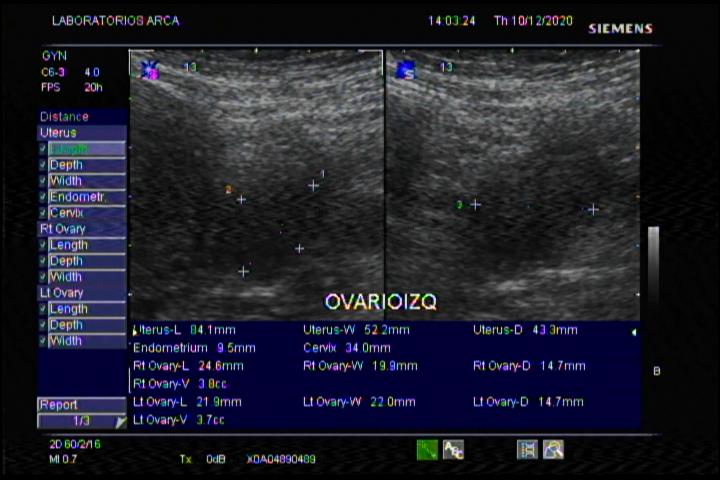 LABORATORIOS ARCA 14:03:24 Th 10/12/2020 SIEMENS
GYN
C6-3 4.0
FPS 20h
13 13
Distance
Uterus
Length
Depth
Width
Endometr.
Cervix
Rt Ovary
Length
Depth
Width
Lt Ovary
Length
Depth
Width
1
2
3
OVARIOIZQ
Uterus-L 84.1mm Uterus-W 52.2mm Uterus-D 43.3mm
Endometrium 9.5mm Cervix 34.0mm
Rt Ovary-L 24.6mm Rt Ovary-W 19.9mm Rt Ovary-D 14.7mm
Rt Ovary-V 3.8cc
Lt Ovary-L 21.9mm Lt Ovary-W 22.0mm Lt Ovary-D 14.7mm
Lt Ovary-V 3.7cc
B
Report
1/3
2D 60/2/16
MI 0.7 Tx 0dB XDA04890489
ABC